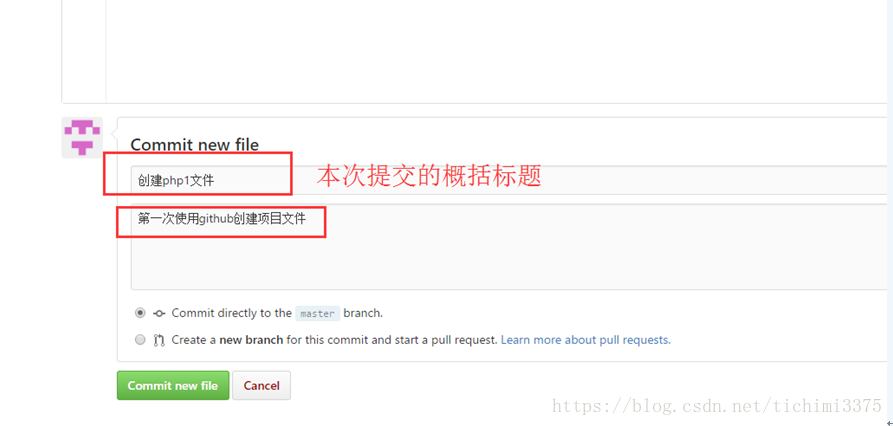 Commit new file
创建php1文件
本次提交的概括标题
第一次使用github创建项目文件
Commit directly to the master branch.
Create a new branch for this commit and start a pull request. Learn more about pull requests.
Commit new file
Cancel
https://blog.csdn.net/tichimi3375